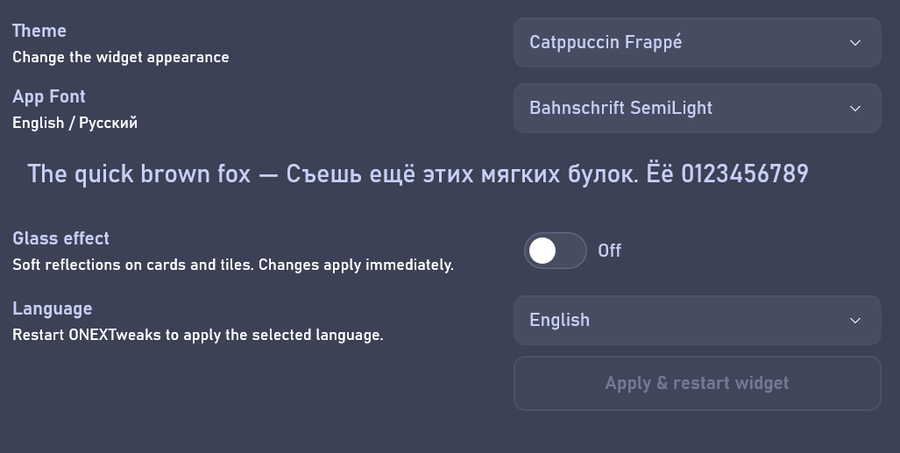 Theme
Catppuccin Frappé
Change the widget appearance
App Font
Bahnschrift SemiLight
English / Русский
The quick brown fox — Съешь ещё этих мягких булок. Ёё 0123456789
Glass effect
Off
Soft reflections on cards and tiles. Changes apply immediately.
Language
English
Restart ONEXTweaks to apply the selected language.
Apply & restart widget